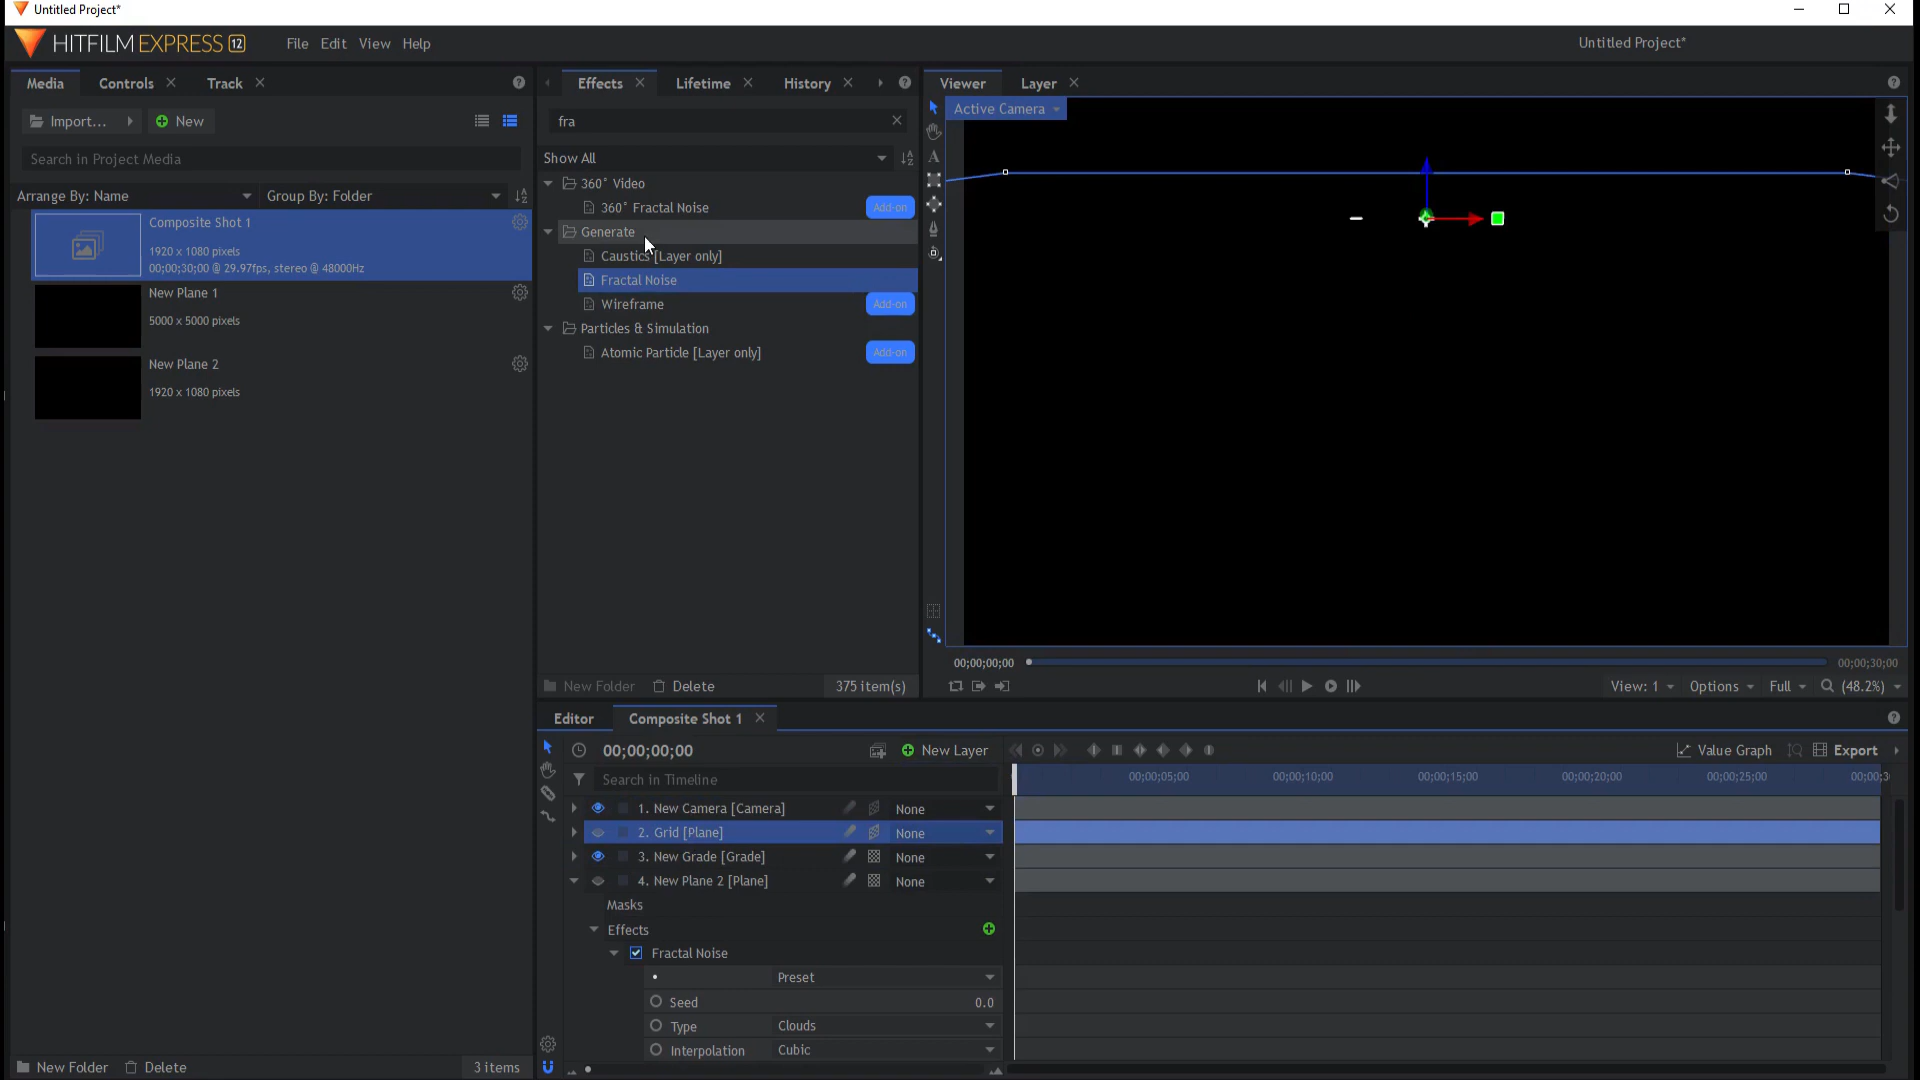 Untitled Project*
HITFILM EXPRESS 12
File Edit View Help
Untitled Project*
Media Controls Track
Effects Lifetime History
Viewer Layer
Import... New
fra
Active Camera
Search in Project Media
Show All
Arrange By: Name Group By: Folder
Composite Shot 1
1920 x 1080 pixels
00;00;30;00 @ 29.97fps, stereo @ 48000Hz
New Plane 1
5000 x 5000 pixels
New Plane 2
1920 x 1080 pixels
360° Video
360° Fractal Noise Add-on
Generate
Caustics [Layer only]
Fractal Noise
Wireframe Add-on
Particles & Simulation
Atomic Particle [Layer only] Add-on
New Folder Delete 375 item(s)
00;00;00;00 00;00;30;00
View: 1 Options Full (48.2%)
Editor Composite Shot 1
00;00;00;00 New Layer Value Graph Export
Search in Timeline
00;00;05;00 00;00;10;00 00;00;15;00 00;00;20;00 00;00;25;00 00;00;3
1. New Camera [Camera] None
2. Grid [Plane] None
3. New Grade [Grade] None
4. New Plane 2 [Plane] None
Masks
Effects
Fractal Noise
Preset
Seed 0.0
Type Clouds
Interpolation Cubic
New Folder Delete 3 items